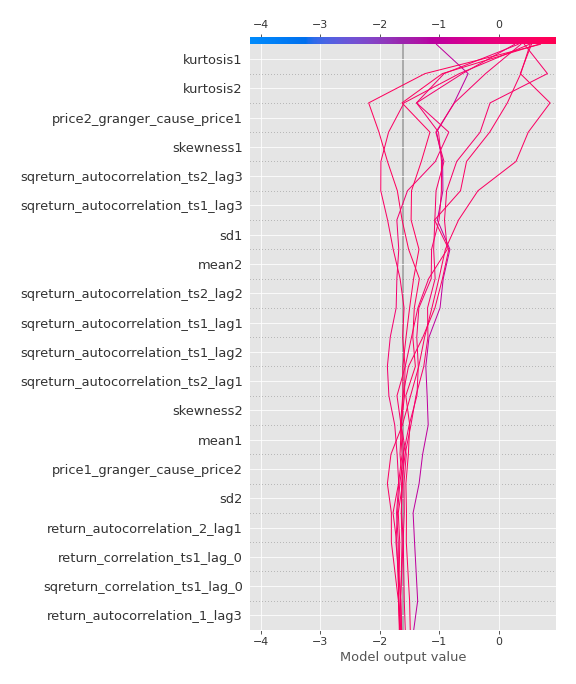 −4 −3 −2 −1 0
kurtosis1
kurtosis2
price2_granger_cause_price1
skewness1
sqreturn_autocorrelation_ts2_lag3
sqreturn_autocorrelation_ts1_lag3
sd1
mean2
sqreturn_autocorrelation_ts2_lag2
sqreturn_autocorrelation_ts1_lag1
sqreturn_autocorrelation_ts1_lag2
sqreturn_autocorrelation_ts2_lag1
skewness2
mean1
price1_granger_cause_price2
sd2
return_autocorrelation_2_lag1
return_correlation_ts1_lag_0
sqreturn_correlation_ts1_lag_0
return_autocorrelation_1_lag3
−4 −3 −2 −1 0
Model output value